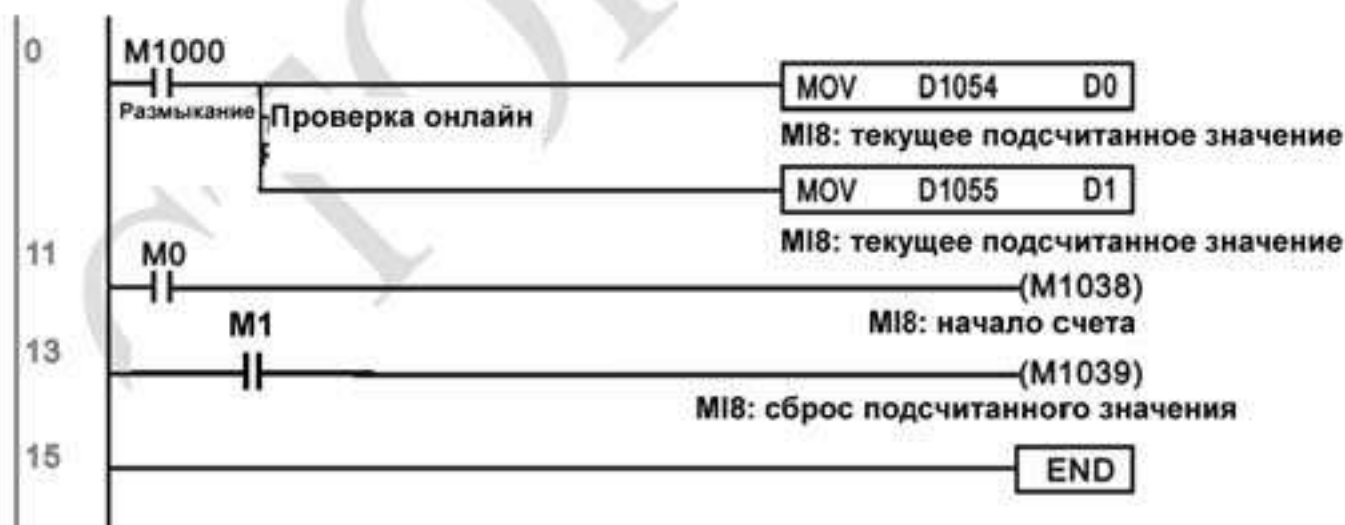 0
M1000
MOV D1054 D0
Размыкание
Проверка онлайн
MI8: текущее подсчитанное значение
MOV D1055 D1
MI8: текущее подсчитанное значение
11
M0
(M1038)
MI8: начало счета
M1
13
(M1039)
MI8: сброс подсчитанного значения
15
END